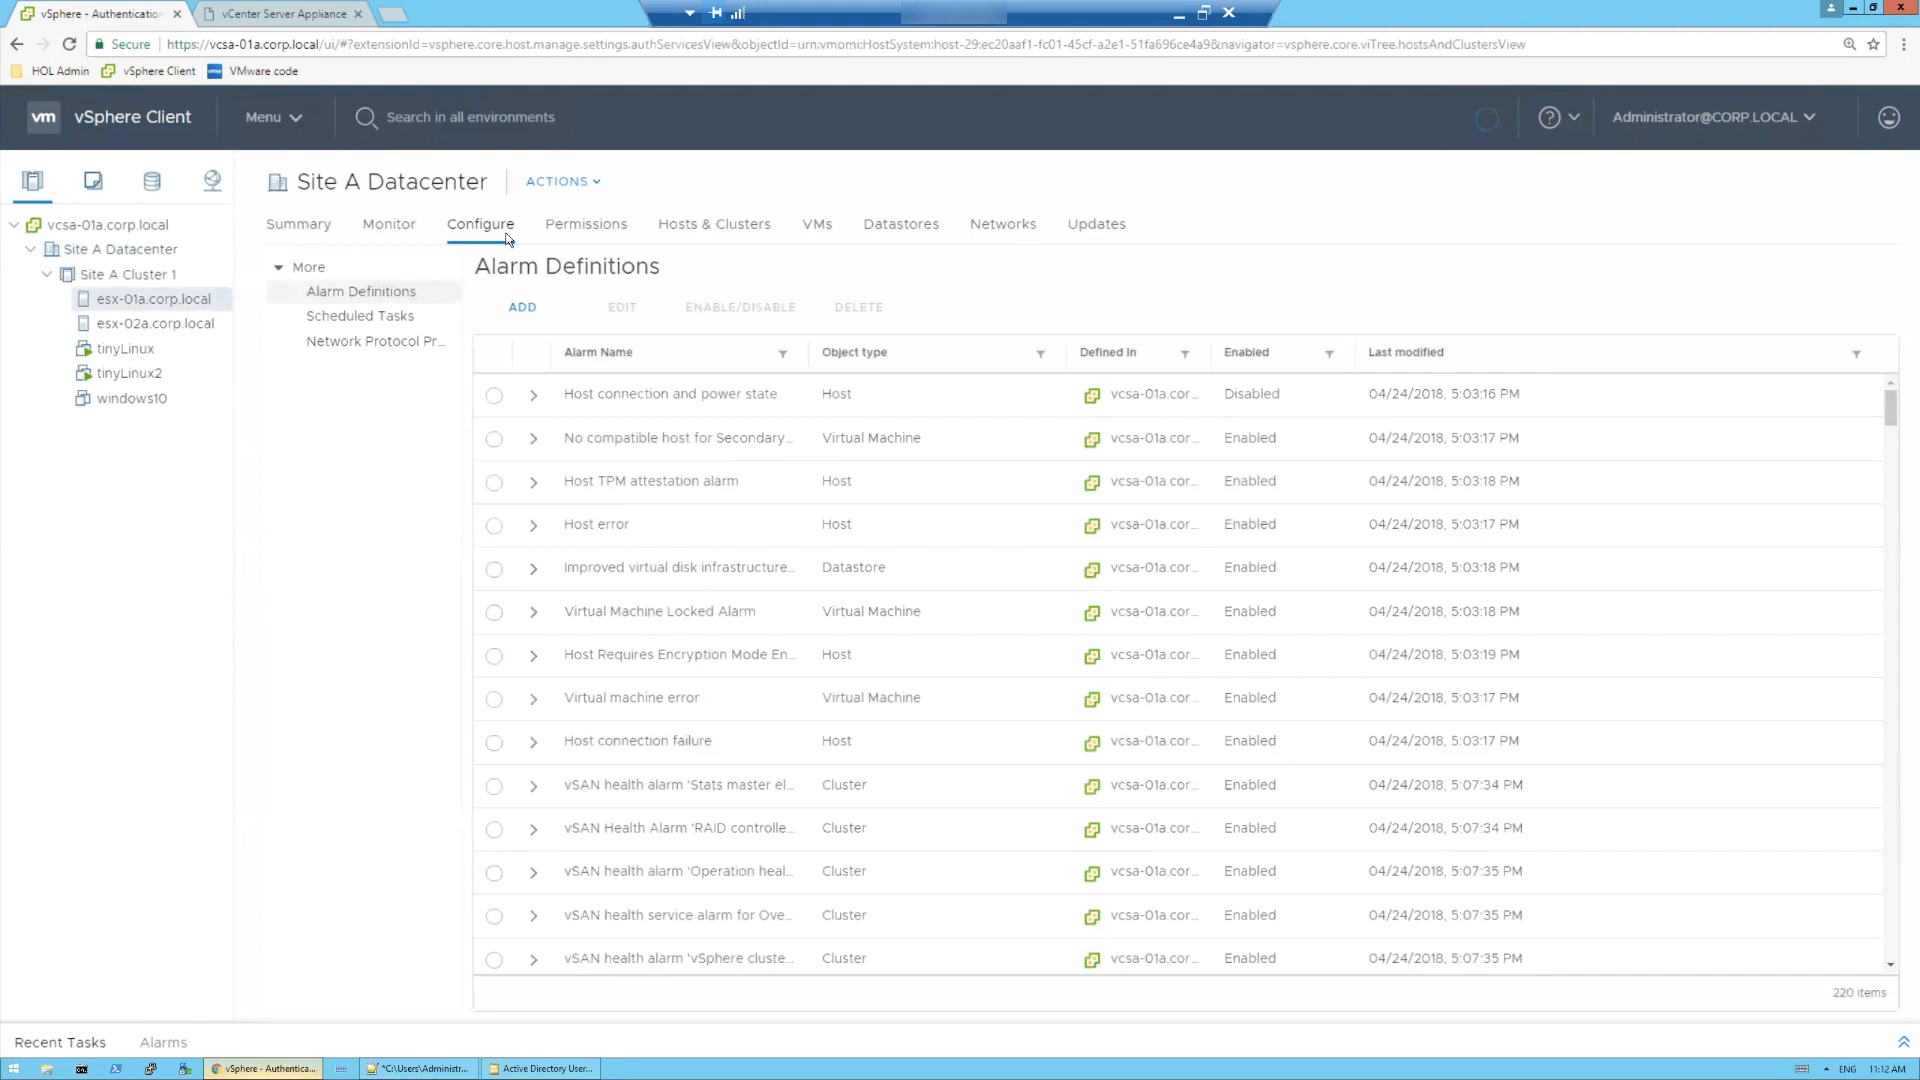 vSphere - Authentication
vCenter Server Appliance
Secure
https://vcsa-01a.corp.local/ui/#?extensionId=vsphere.core.host.manage.settings.authServicesView&objectId=urn:vmomi:HostSystem:host-29:ec20aaf1-fc01-45cf-a2e1-51fa696ce4a9&navigator=vsphere.core.viTree.hostsAndClustersView
HOL Admin
vSphere Client
VMware code
vm
vSphere Client
Menu
Search in all environments
Administrator@CORP.LOCAL
Site A Datacenter
ACTIONS
Summary
Monitor
Configure
Permissions
Hosts & Clusters
VMs
Datastores
Networks
Updates
vcsa-01a.corp.local
Site A Datacenter
Site A Cluster 1
esx-01a.corp.local
esx-02a.corp.local
tinyLinux
tinyLinux2
windows10
More
Alarm Definitions
Scheduled Tasks
Network Protocol Pr...
Alarm Definitions
ADD
EDIT
ENABLE/DISABLE
DELETE
Alarm Name Object type Defined In Enabled Last modified
Host connection and power state Host vcsa-01a.cor... Disabled 04/24/2018, 5:03:16 PM
No compatible host for Secondary... Virtual Machine vcsa-01a.cor... Enabled 04/24/2018, 5:03:17 PM
Host TPM attestation alarm Host vcsa-01a.cor... Enabled 04/24/2018, 5:03:18 PM
Host error Host vcsa-01a.cor... Enabled 04/24/2018, 5:03:17 PM
Improved virtual disk infrastructure... Datastore vcsa-01a.cor... Enabled 04/24/2018, 5:03:18 PM
Virtual Machine Locked Alarm Virtual Machine vcsa-01a.cor... Enabled 04/24/2018, 5:03:18 PM
Host Requires Encryption Mode En... Host vcsa-01a.cor... Enabled 04/24/2018, 5:03:19 PM
Virtual machine error Virtual Machine vcsa-01a.cor... Enabled 04/24/2018, 5:03:17 PM
Host connection failure Host vcsa-01a.cor... Enabled 04/24/2018, 5:03:17 PM
vSAN health alarm 'Stats master el... Cluster vcsa-01a.cor... Enabled 04/24/2018, 5:07:34 PM
vSAN Health Alarm 'RAID controlle... Cluster vcsa-01a.cor... Enabled 04/24/2018, 5:07:34 PM
vSAN health alarm 'Operation heal... Cluster vcsa-01a.cor... Enabled 04/24/2018, 5:07:35 PM
vSAN health service alarm for Ove... Cluster vcsa-01a.cor... Enabled 04/24/2018, 5:07:35 PM
vSAN health alarm 'vSphere cluste... Cluster vcsa-01a.cor... Enabled 04/24/2018, 5:07:35 PM
220 items
Recent Tasks
Alarms
vSphere - Authentica...
*C:\Users\Administr...
Active Directory User...
ENG
11:12 AM